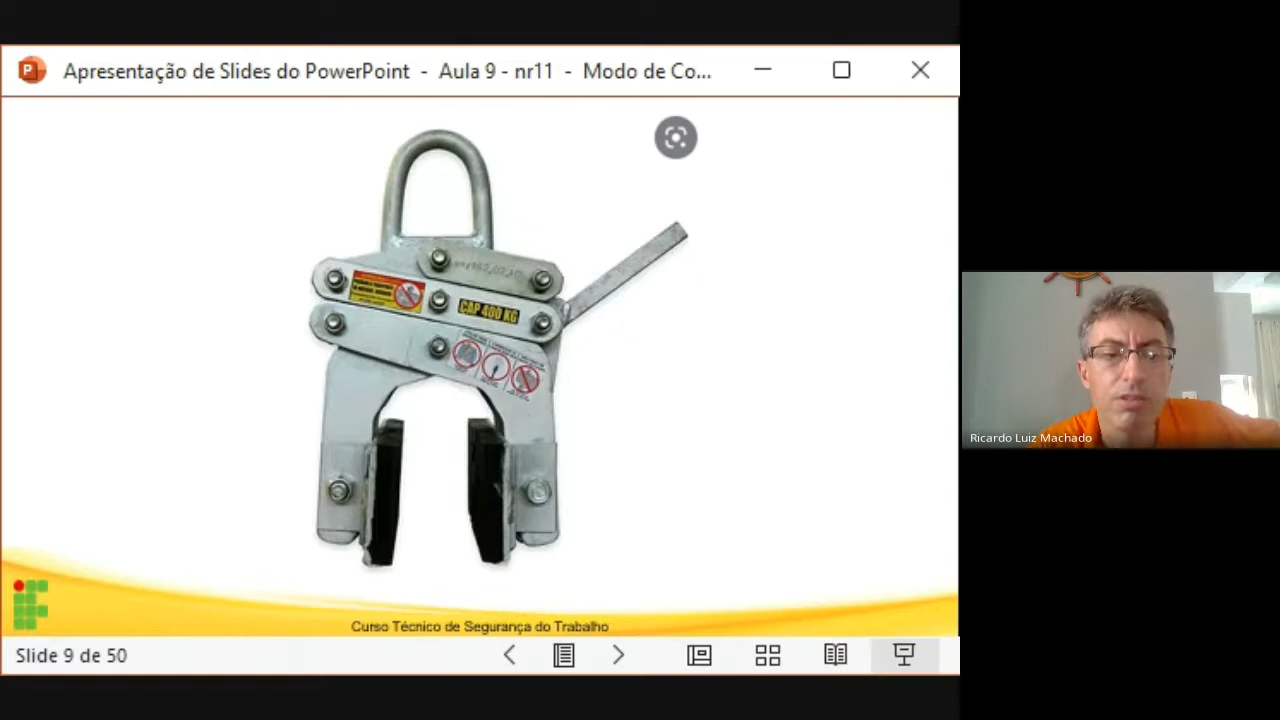 Apresentação de Slides do PowerPoint - Aula 9 - nr11 - Modo de Co...
CAP 400 KG
Ricardo Luiz Machado
Curso Técnico de Segurança do Trabalho
Slide 9 de 50